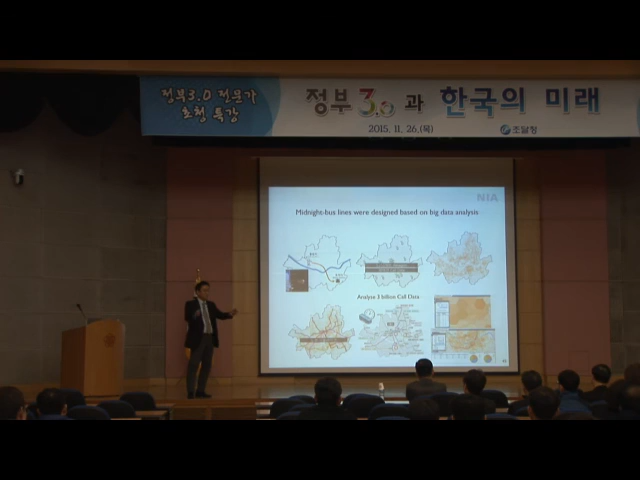 정부3.0 전문가
초청 특강
정부 3.0 과 한국의 미래
2015. 11. 26.(목)
조달청
NIA
Midnight-bus lines were designed based on big data analysis
Analyse 3 billion Call Data